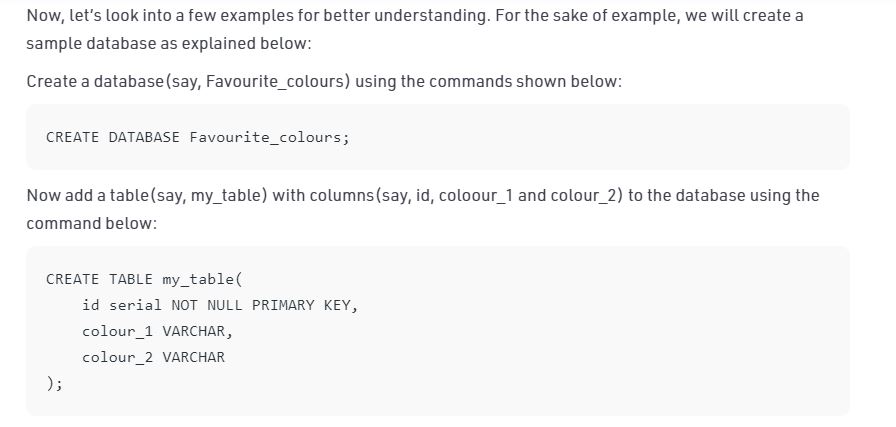 Now, let's look into a few examples for better understanding. For the sake of example, we will create a
sample database as explained below:
Create a database(say, Favourite_colours) using the commands shown below:
CREATE DATABASE Favourite_colours;
Now add a table(say, my_table) with columns(say, id, coloour_1 and colour_2) to the database using the
command below:
CREATE TABLE my_table(
    id serial NOT NULL PRIMARY KEY,
    colour_1 VARCHAR,
    colour_2 VARCHAR
);